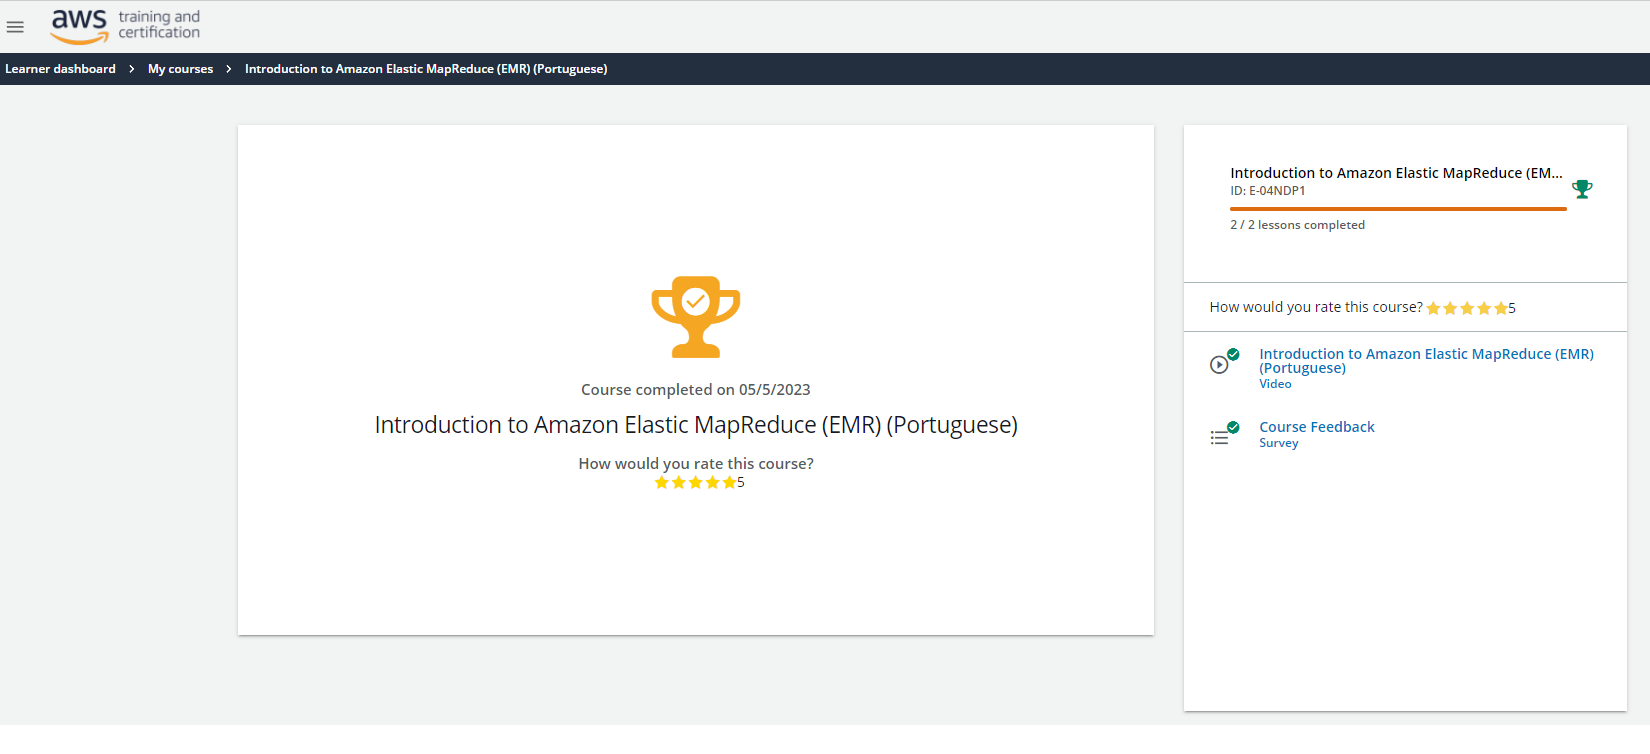 aws training and
certification
Learner dashboard > My courses > Introduction to Amazon Elastic MapReduce (EMR) (Portuguese)
Course completed on 05/5/2023
Introduction to Amazon Elastic MapReduce (EMR) (Portuguese)
How would you rate this course?
5
Introduction to Amazon Elastic MapReduce (EM...
ID: E-04NDP1
2 / 2 lessons completed
How would you rate this course? 5
Introduction to Amazon Elastic MapReduce (EMR)
(Portuguese)
Video
Course Feedback
Survey